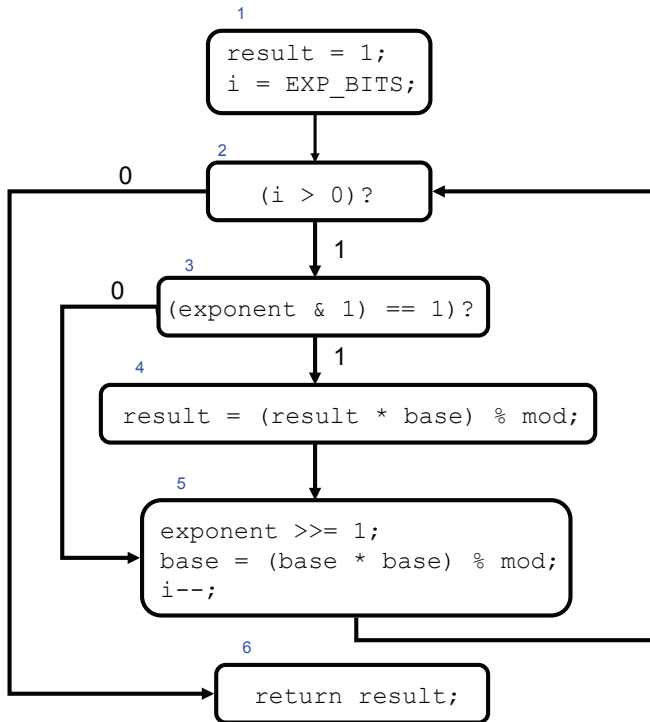 1
result = 1;
i = EXP_BITS;
2
0
(i > 0)?
1
3
0
(exponent & 1) == 1)?
1
4
result = (result * base) % mod;
5
exponent >>= 1;
base = (base * base) % mod;
i--;
6
return result;